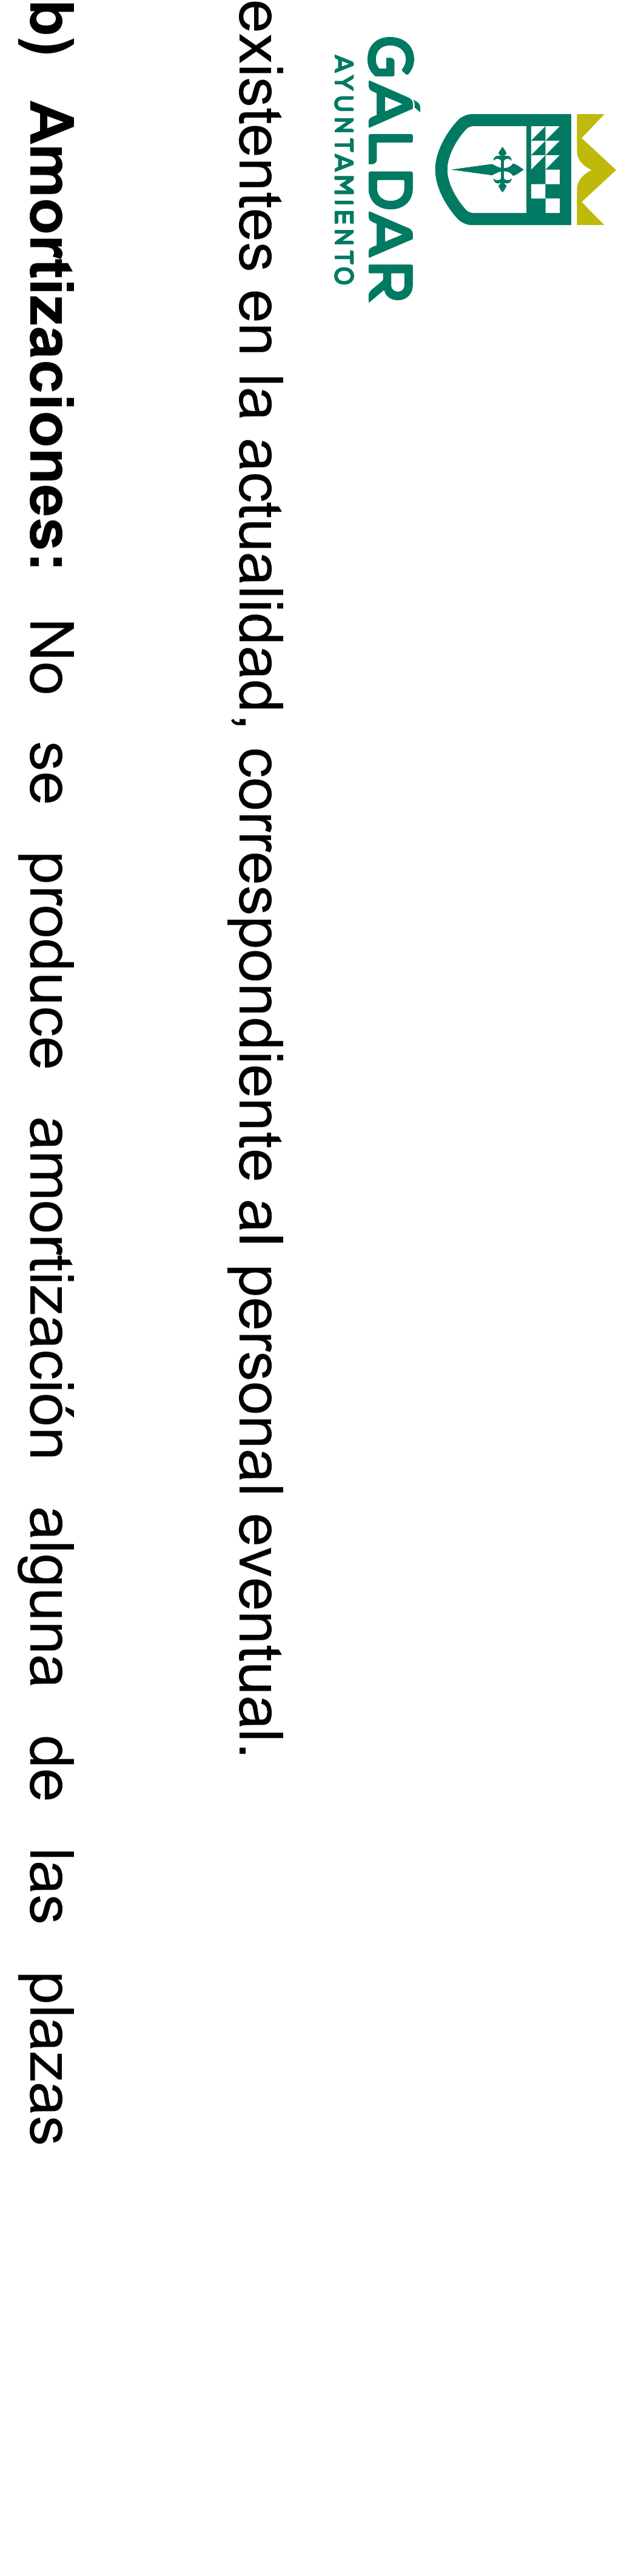 GÁLDAR
AYUNTAMIENTO
existentes en la actualidad, correspondiente al personal eventual.
b) Amortizaciones: No se produce amortización alguna de las plazas